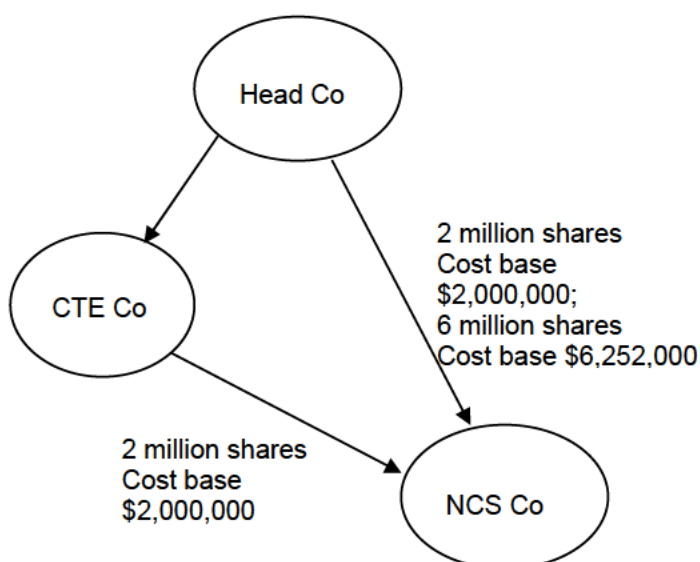 Head Co
2 million shares
Cost base
$2,000,000;
6 million shares
Cost base $6,252,000
CTE Co
2 million shares
Cost base
$2,000,000
NCS Co